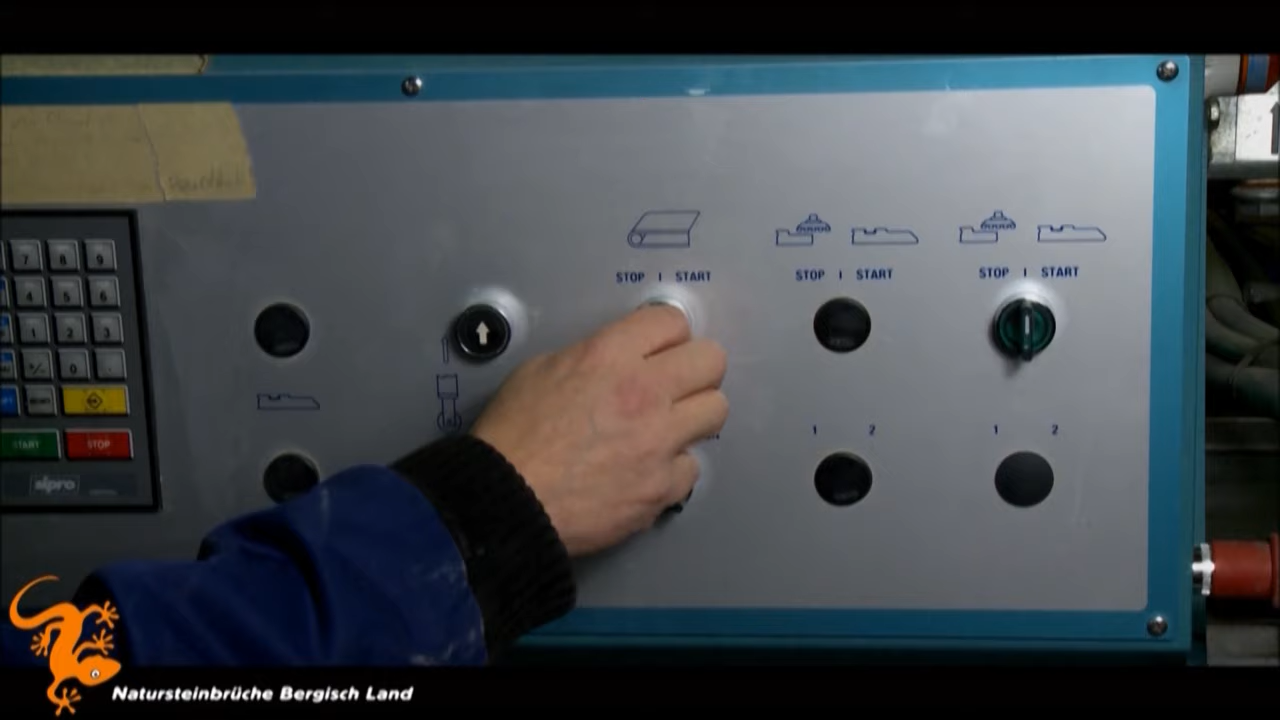 STOP I START
STOP I START
STOP I START
7 8 9
4 5 6
1 2 3
+/- 0 .
START STOP
sipro
1 2
1 2
Natursteinbrüche Bergisch Land